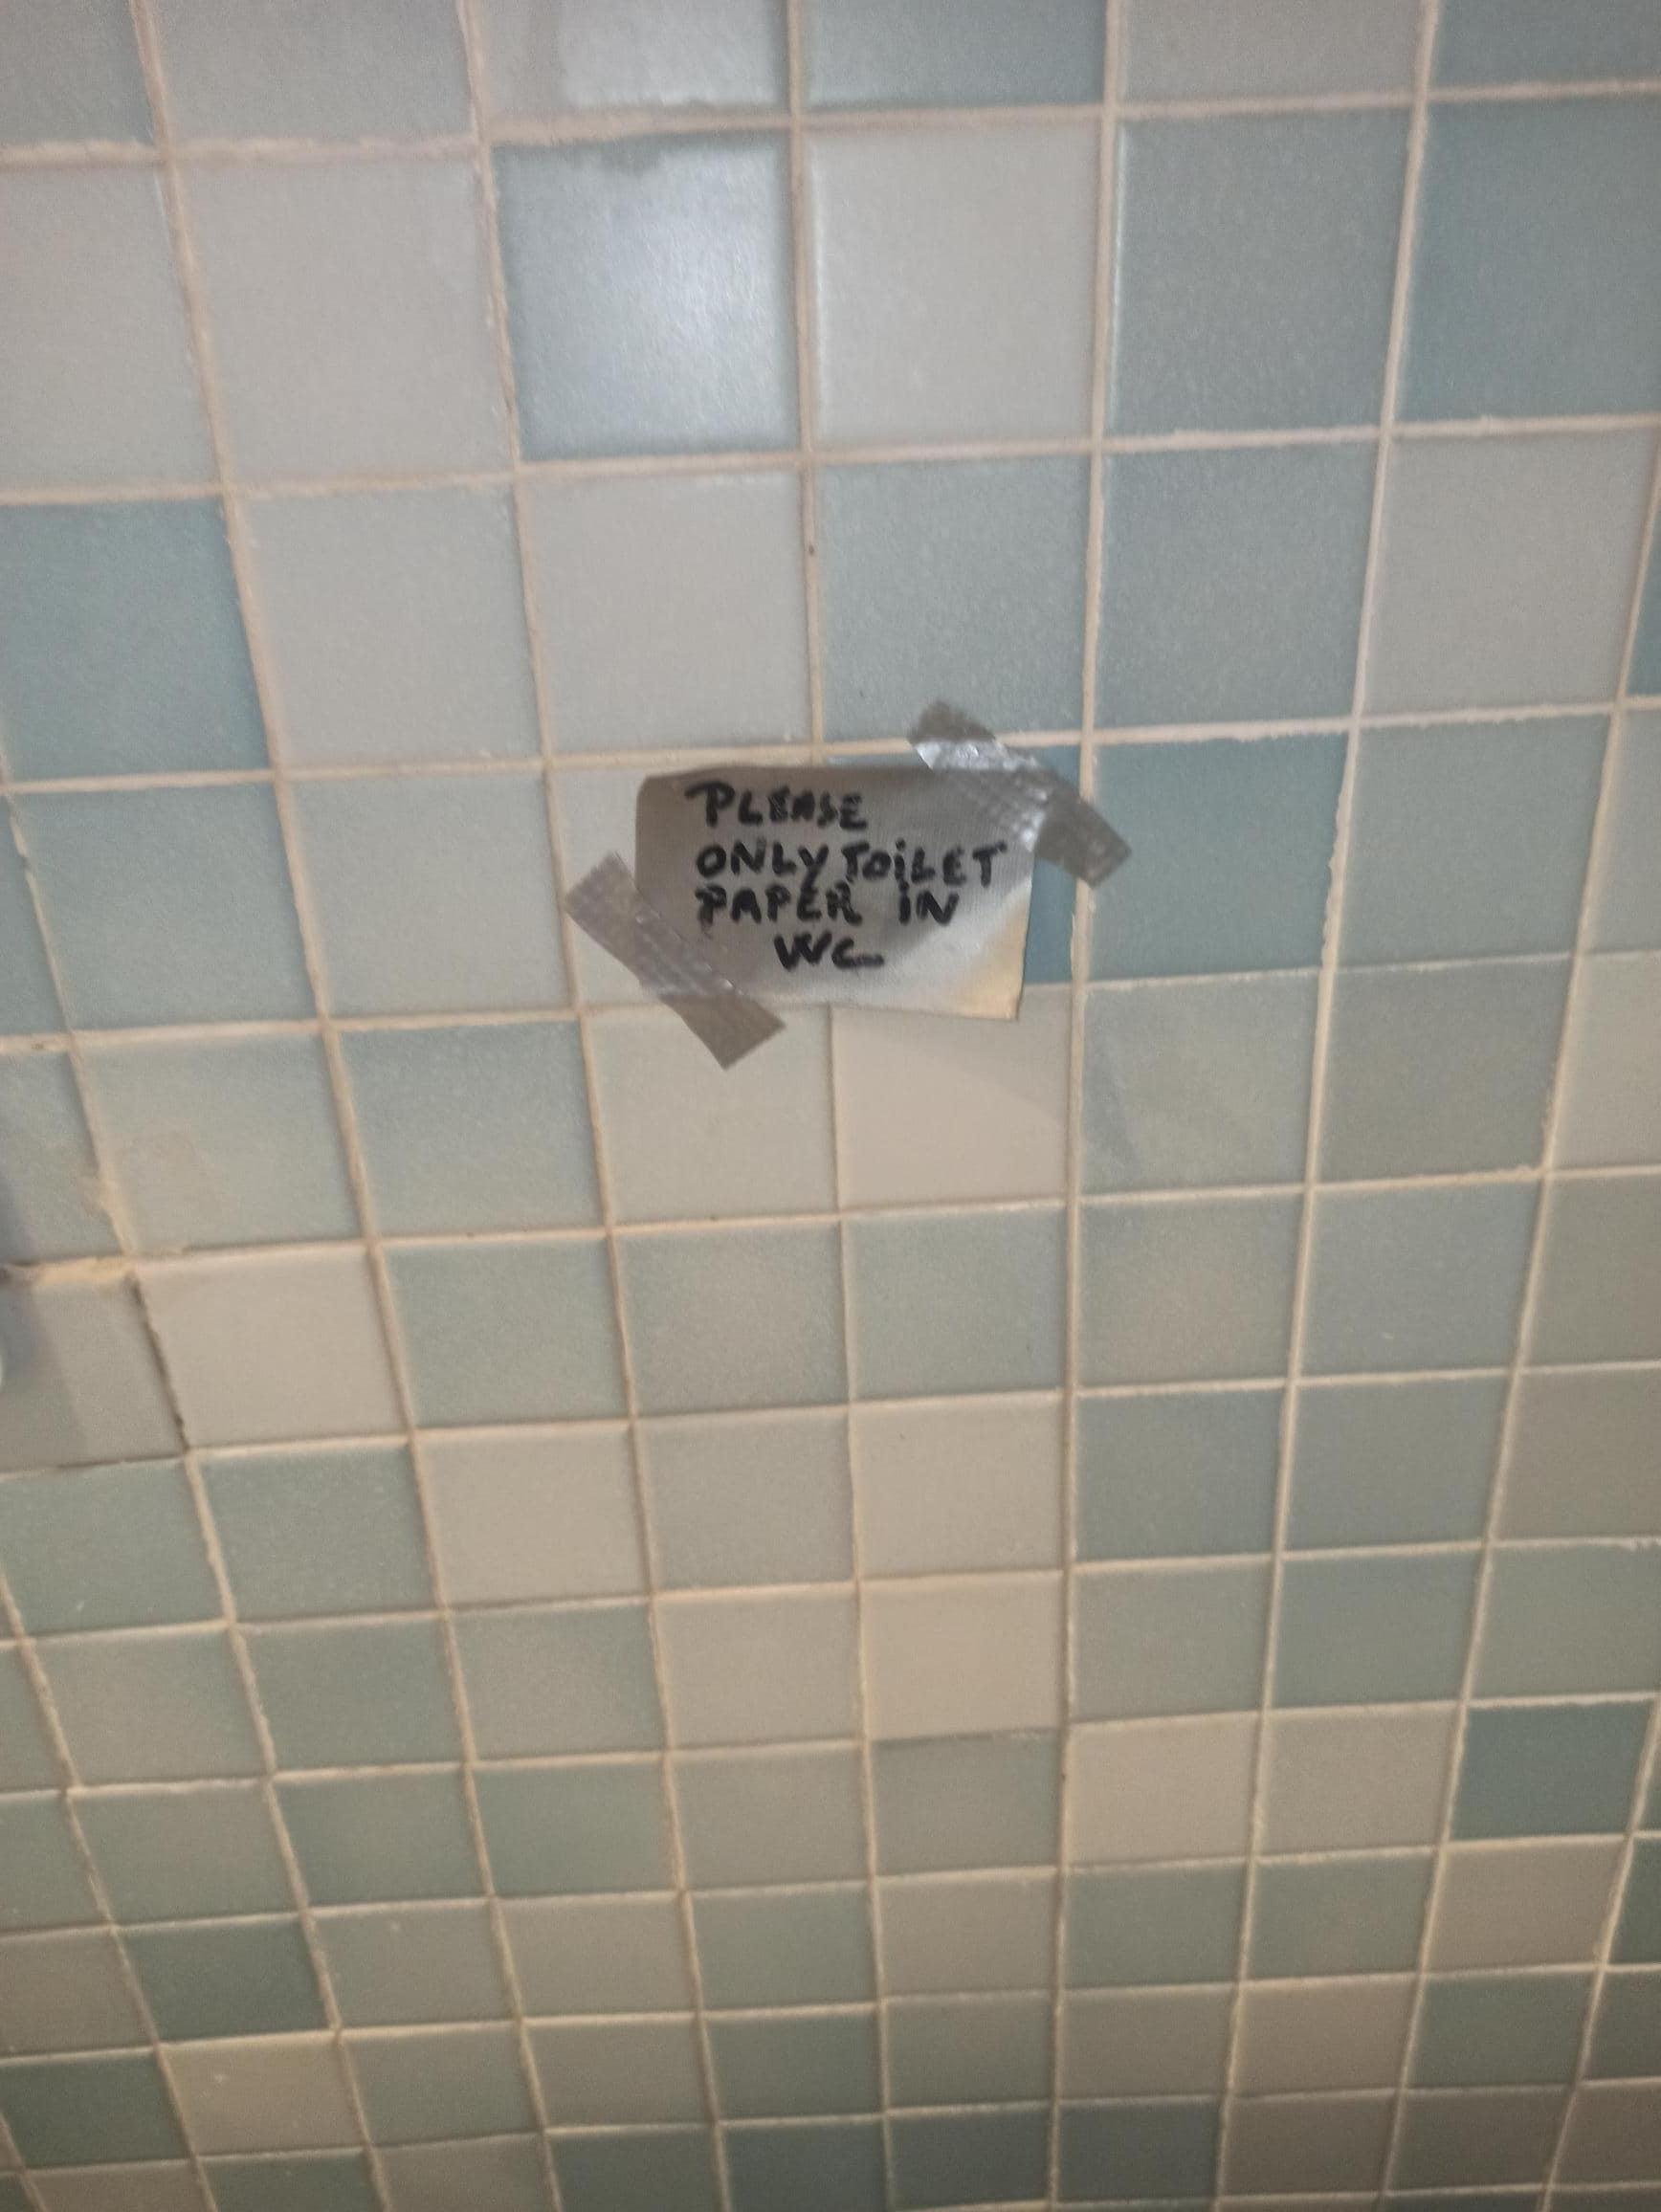 PLEASE
ONLY TOiLET
PAPER iN
WC